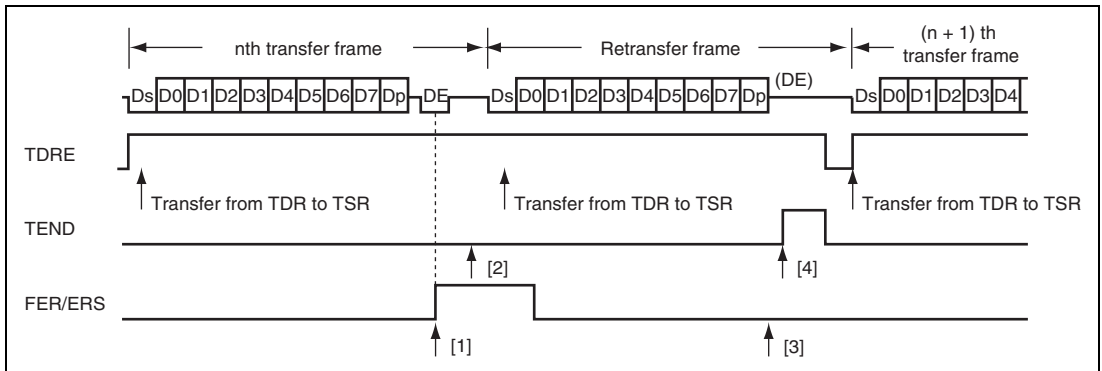 nth transfer frame
Retransfer frame
(n + 1) th
transfer frame
Ds D0 D1 D2 D3 D4 D5 D6 D7 Dp DE
Ds D0 D1 D2 D3 D4 D5 D6 D7 Dp (DE)
Ds D0 D1 D2 D3 D4
TDRE
Transfer from TDR to TSR
Transfer from TDR to TSR
Transfer from TDR to TSR
TEND
[2]
[4]
FER/ERS
[1]
[3]